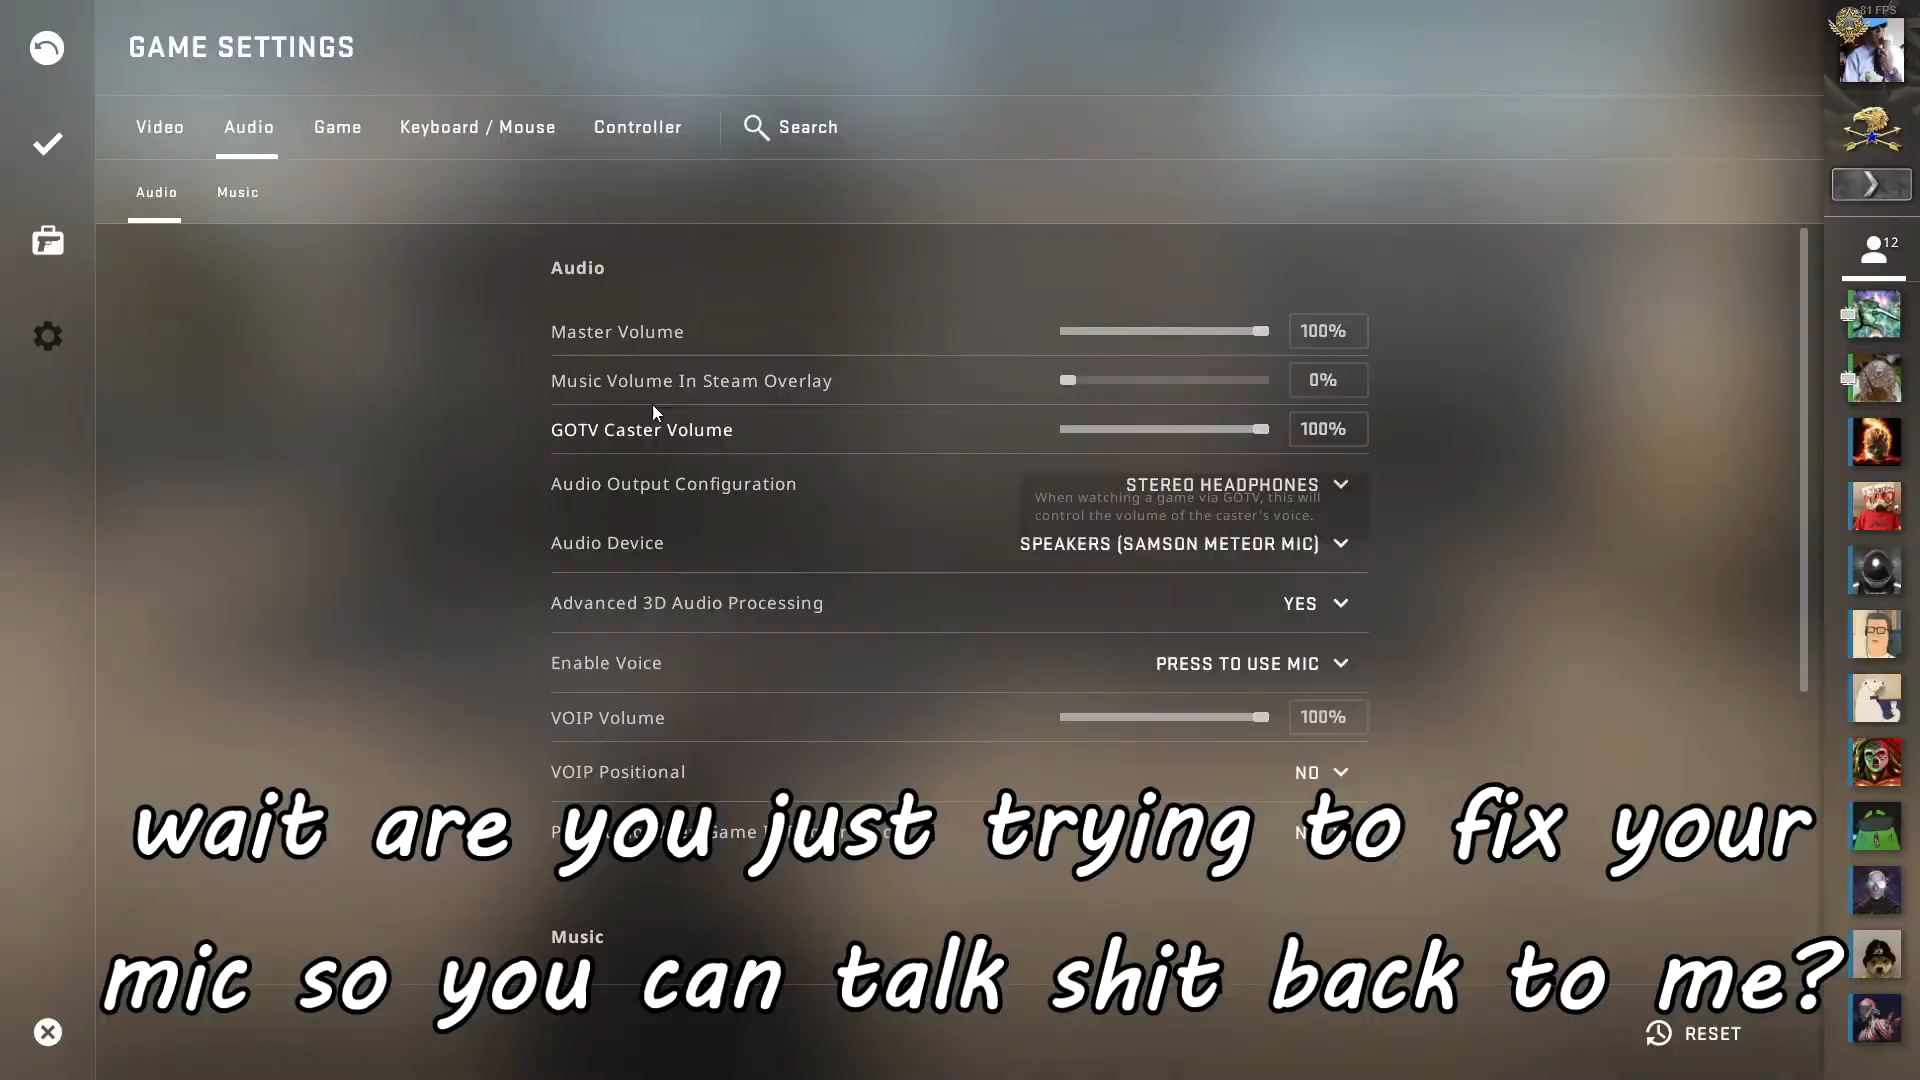 81 FPS
GAME SETTINGS
Video Audio Game Keyboard / Mouse Controller Search
Audio Music
12
Audio
Master Volume 100%
Music Volume In Steam Overlay 0%
GOTV Caster Volume 100%
Audio Output Configuration STEREO HEADPHONES
When watching a game via GOTV, this will
control the volume of the caster's voice.
Audio Device SPEAKERS (SAMSON METEOR MIC)
Advanced 3D Audio Processing YES
Enable Voice PRESS TO USE MIC
VOIP Volume 100%
VOIP Positional NO
wait are you just trying to fix your
Music
mic so you can talk shit back to me?
RESET